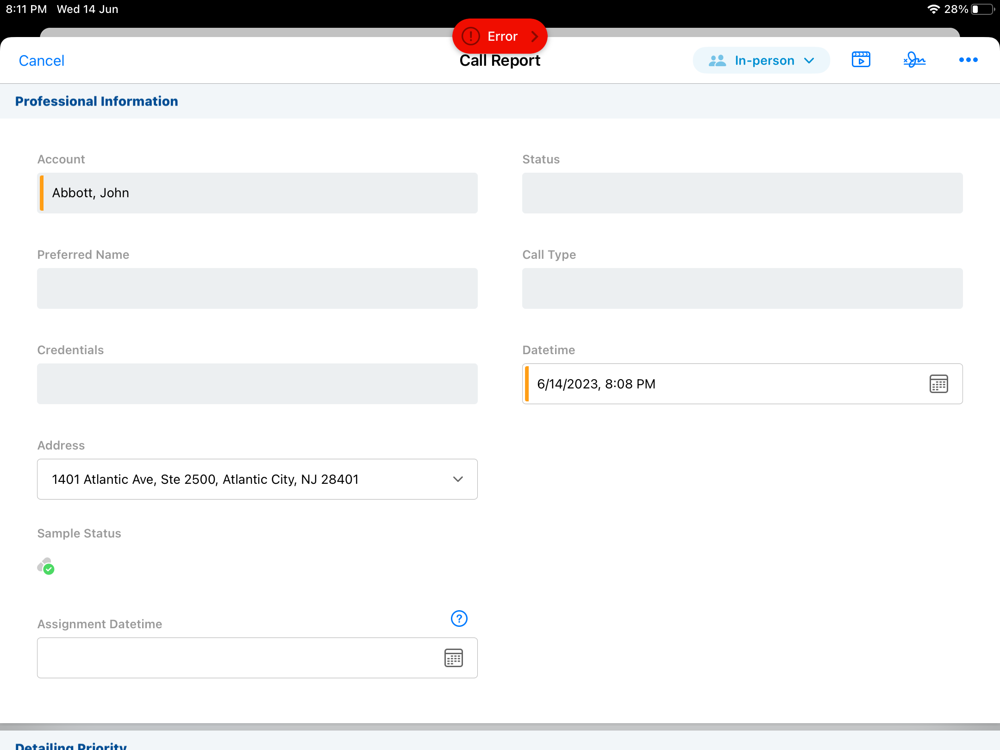 8:11 PM Wed 14 Jun
28%
Error
Cancel
Call Report
In-person
Professional Information
Account
Status
Abbott, John
Preferred Name
Call Type
Credentials
Datetime
6/14/2023, 8:08 PM
Address
1401 Atlantic Ave, Ste 2500, Atlantic City, NJ 28401
Sample Status
Assignment Datetime
Detailing Priority